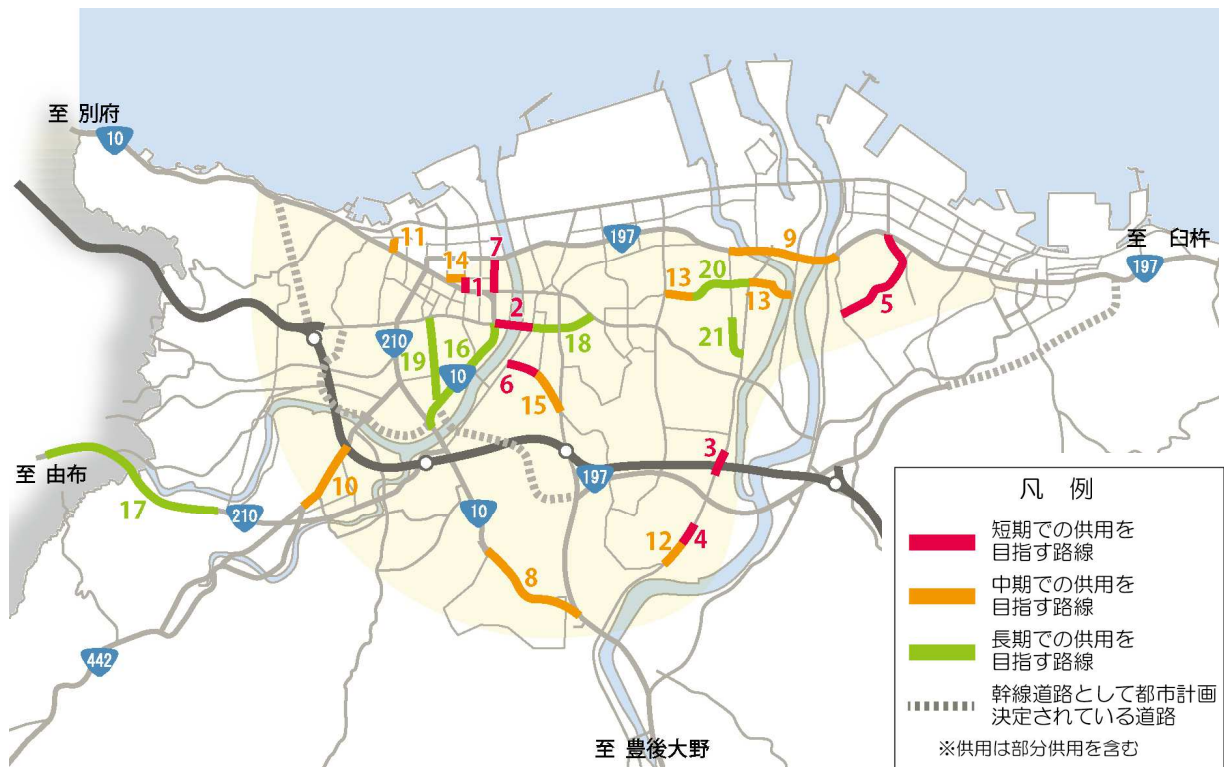 至 別府
10
11
7
197
9
至 臼杵
197
14
1
20
13
13
5
2
210
16
18
21
19
10
6
15
3
至 由布
10
197
17
210
10
12
4
8
442
至 豊後大野
凡 例
短期での供用を
目指す路線
中期での供用を
目指す路線
長期での供用を
目指す路線
幹線道路として都市計画
決定されている道路
※供用は部分供用を含む